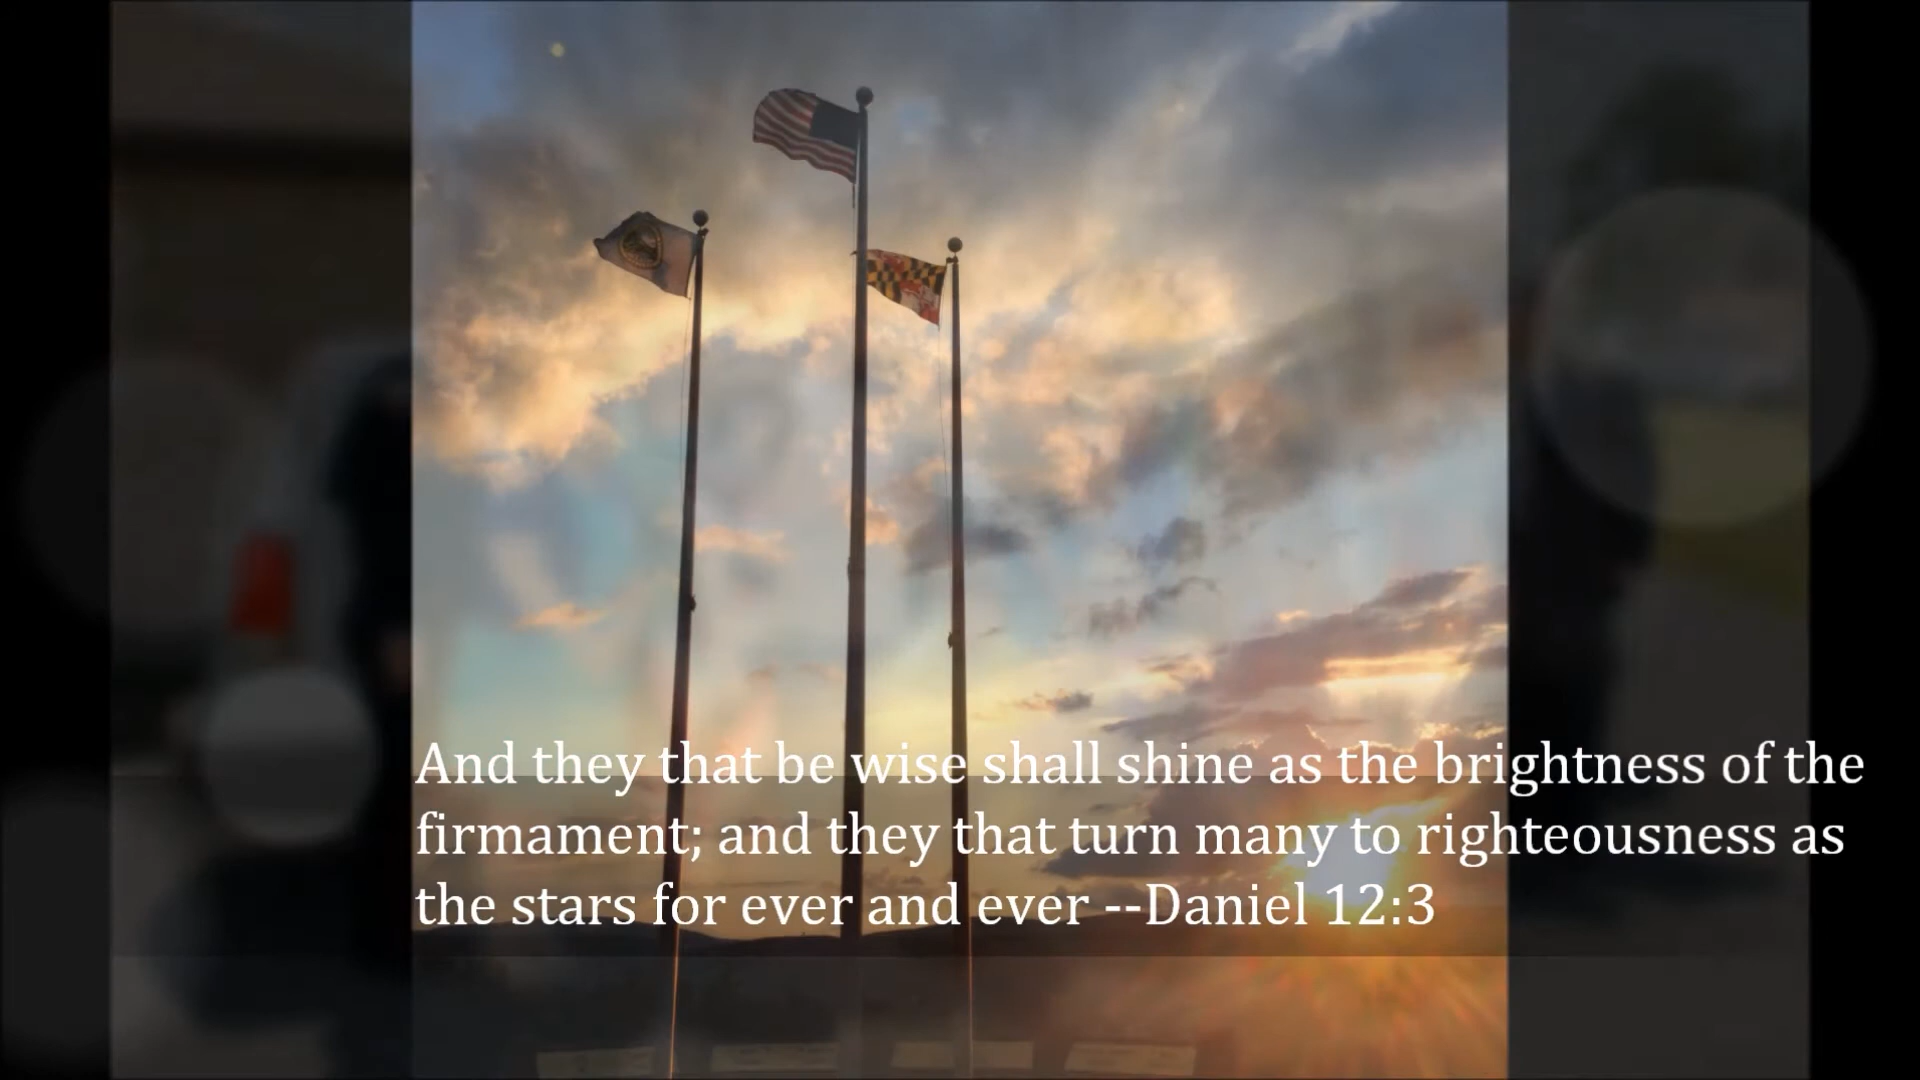 And they that be wise shall shine as the brightness of the
firmament; and they that turn many to righteousness as
the stars for ever and ever --Daniel 12:3